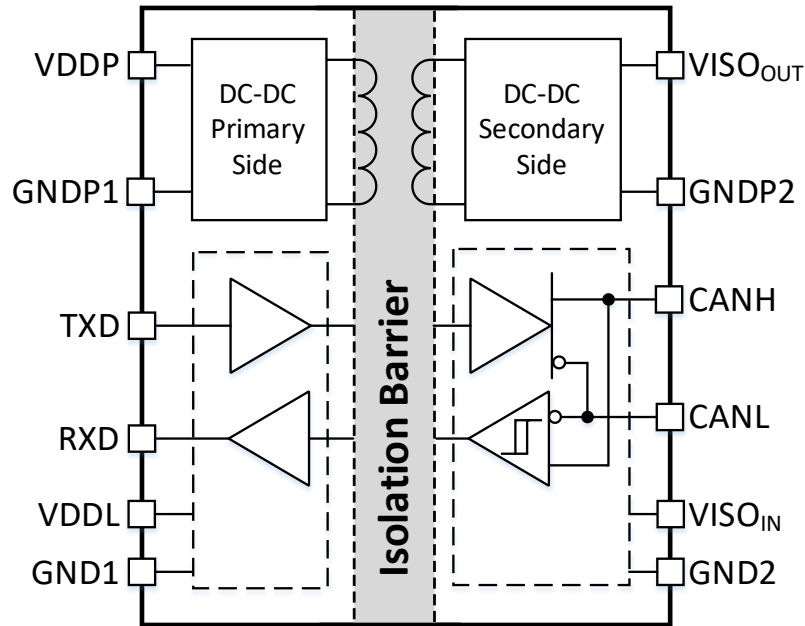 VDDP
GNDP1
TXD
RXD
VDDL
GND1
DC-DC
Primary
Side
Isolation Barrier
DC-DC
Secondary
Side
VISOOUT
GNDP2
CANH
CANL
VISOIN
GND2